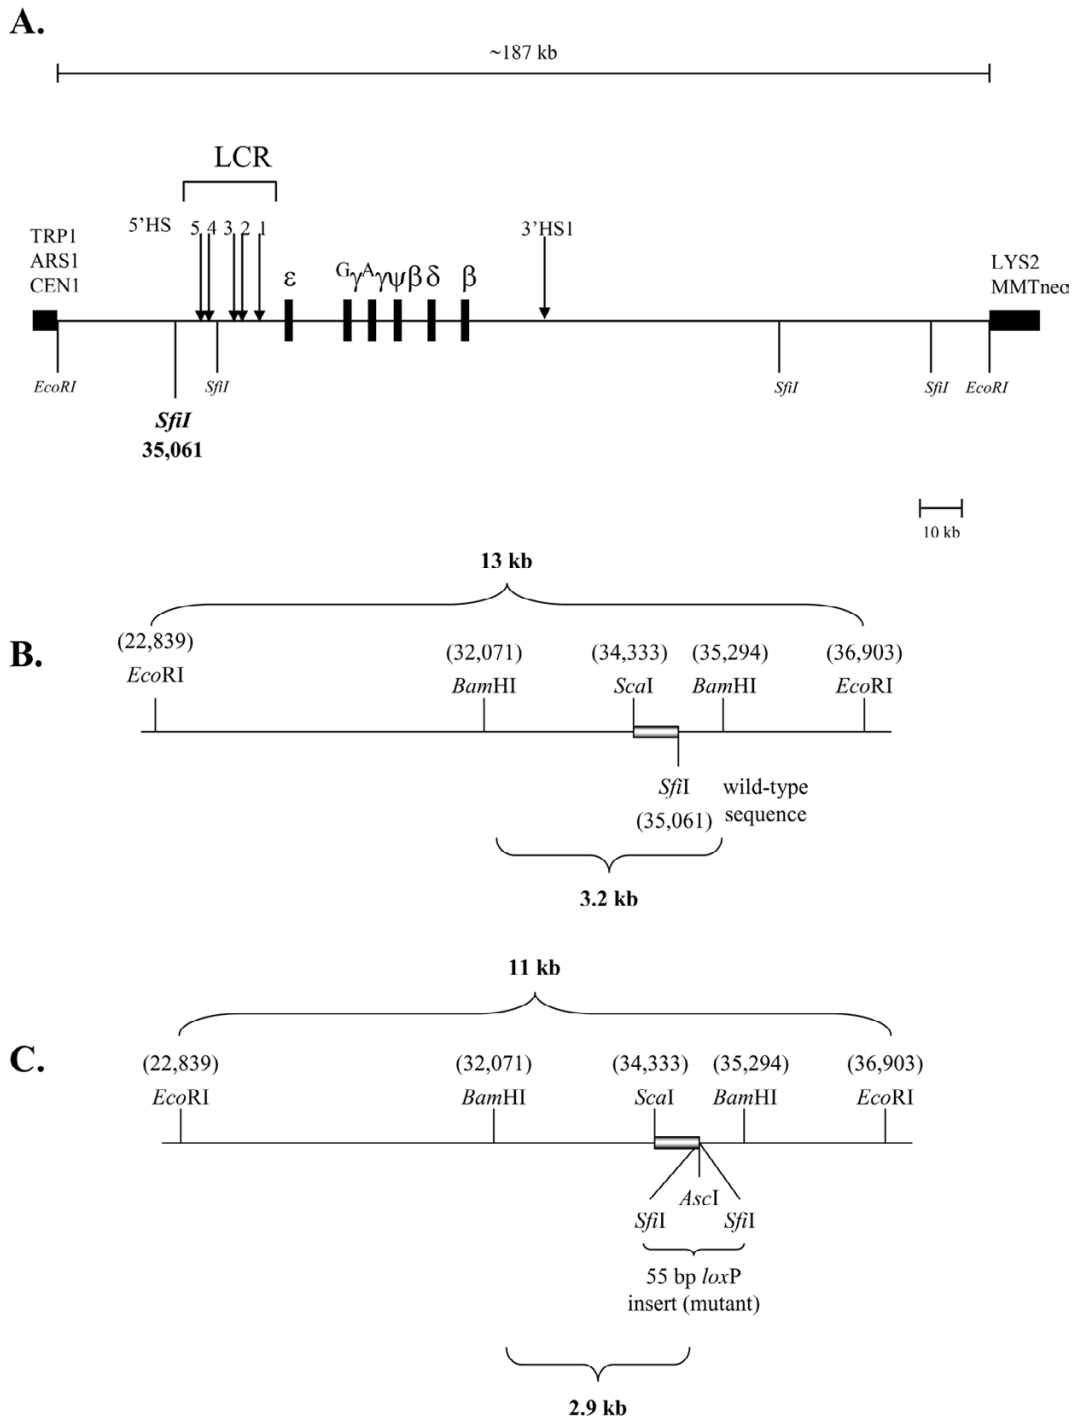 A.
~187 kb
LCR
5'HS 5 4 3 2 1
3'HS1
TRP1
ARS1
CEN1
ε GγAγψβ δ β
LYS2
MMTneo
EcoRI SfiI SfiI SfiI EcoRI
SfiI
35,061
10 kb
13 kb
B.
(22,839) (32,071) (34,333) (35,294) (36,903)
EcoRI BamHI ScaI BamHI EcoRI
SfiI wild-type
(35,061) sequence
3.2 kb
11 kb
C.
(22,839) (32,071) (34,333) (35,294) (36,903)
EcoRI BamHI ScaI BamHI EcoRI
AscI
SfiI SfiI
55 bp loxP
insert (mutant)
2.9 kb